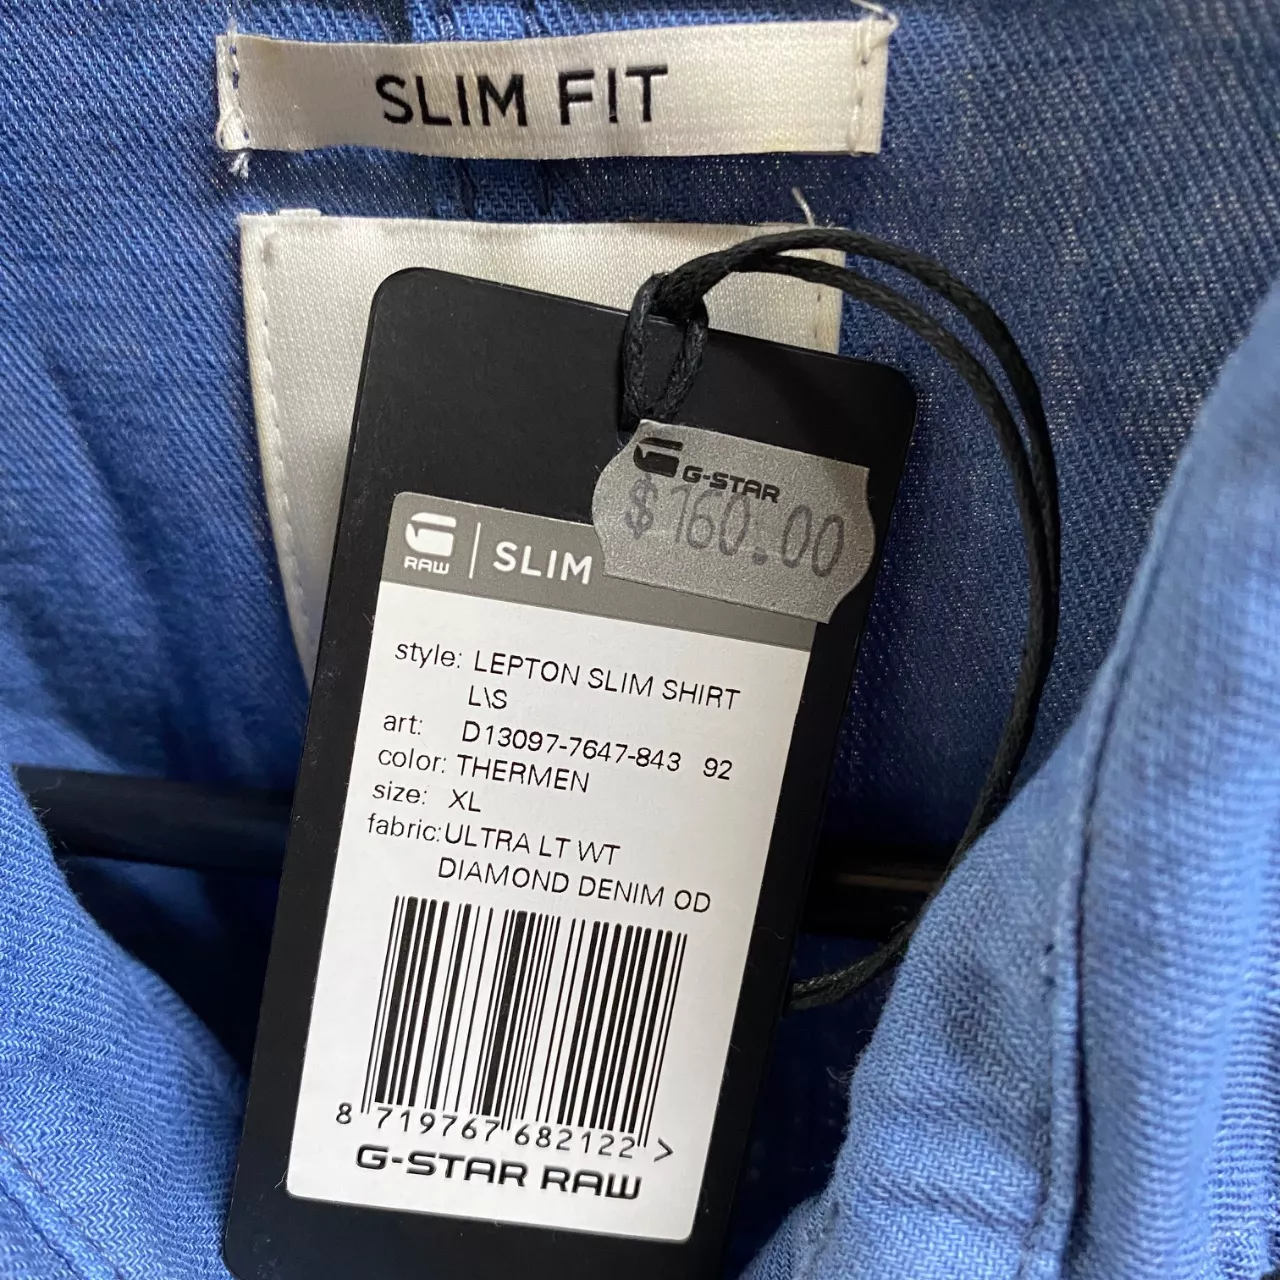 SLIM FIT
G-STAR
$160.00
RAW | SLIM
style: LEPTON SLIM SHIRT
L\S
art: D13097-7647-843 92
color: THERMEN
size: XL
fabric: ULTRA LT WT
DIAMOND DENIM OD
8 719767 682122 >
G-STAR RAW